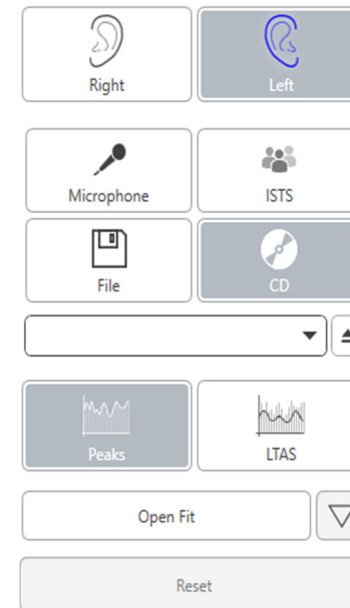 Right
Left
Microphone
ISTS
File
CD
Peaks
LTAS
Open Fit
Reset